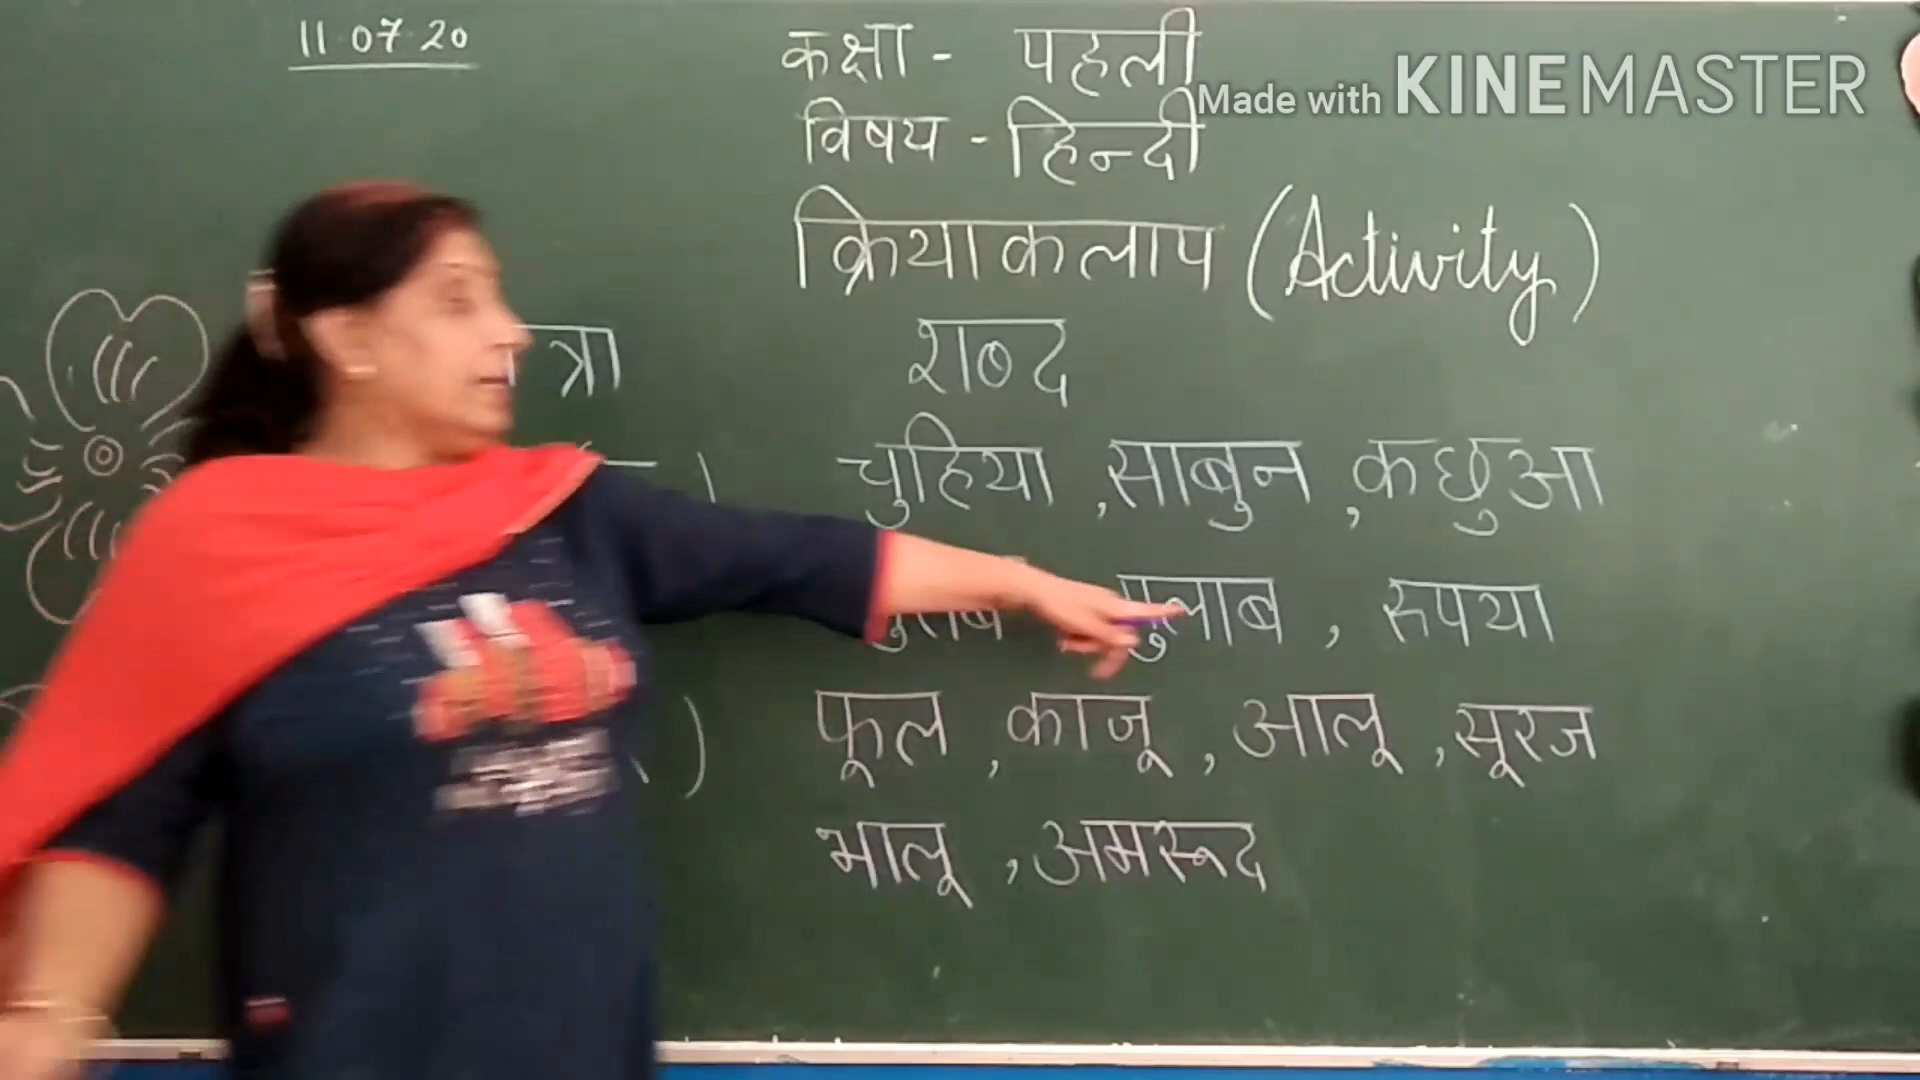 11.07.20
कक्षा - पहली
Made with KINEMASTER
विषय - हिन्दी
क्रियाकलाप (Activity)
त्रा शब्द
चुहिया , साबुन , कछुआ
गुलाब , रुपया
फूल , काजू , आलू , सूरज
भालू , अमरूद